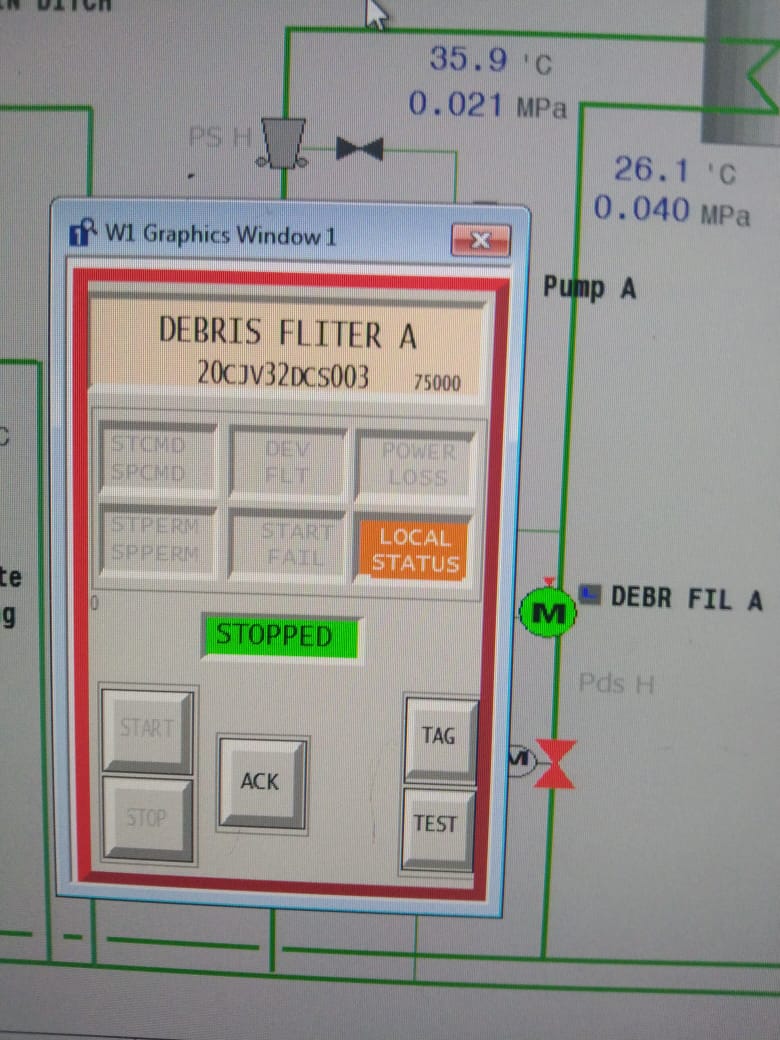 N DITCH
35.9 'C
0.021 MPa
PS H
26.1 'C
0.040 MPa
W1 Graphics Window 1
Pump A
DEBRIS FLITER A
20CJV32DCS003 75000
STCMD SPCMD
DEV FLT
POWER LOSS
STPERM SPPERM
START FAIL
LOCAL STATUS
C
te
g
0
STOPPED
M
L DEBR FIL A
Pds H
M
START
STOP
ACK
TAG
TEST